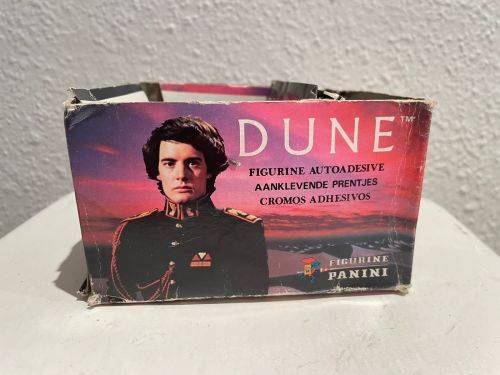 DUNE™
FIGURINE AUTOADESIVE
AANKLEVENDE PRENTJES
CROMOS ADHESIVOS
FIGURINE
PANINI